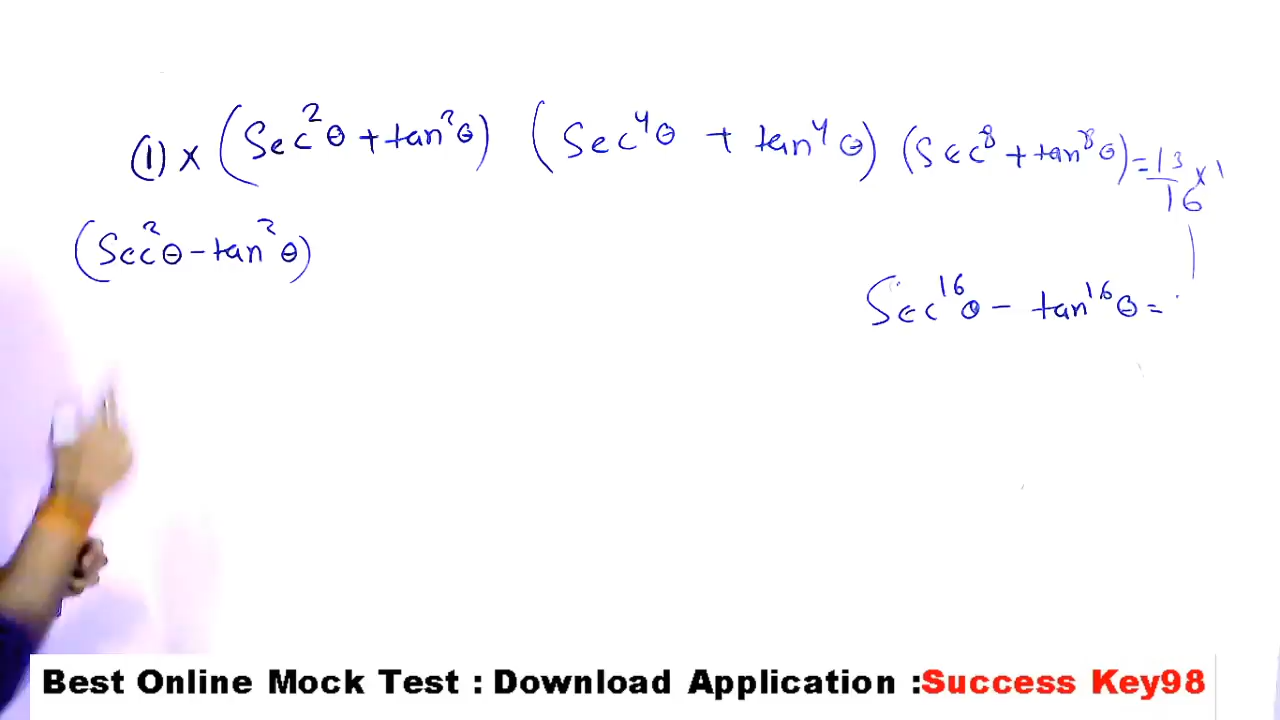 (1) × (Sec²θ + tan²θ) (Sec⁴θ + tan⁴θ) (Sec⁸ + tan⁸θ) = 13/16 × 1
(Sec²θ - tan²θ)
Sec¹⁶θ - tan¹⁶θ =
Best Online Mock Test : Download Application :Success Key98